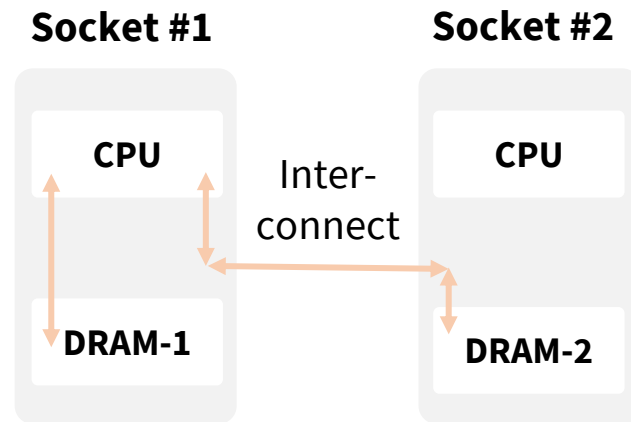 Socket #1
Socket #2
CPU
CPU
Inter-
connect
DRAM-1
DRAM-2